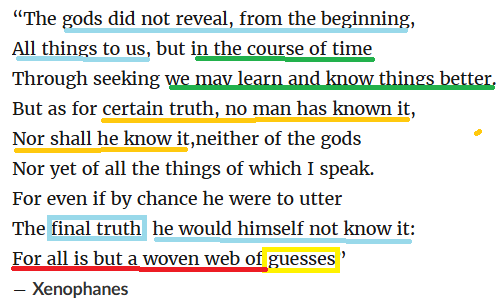 “The gods did not reveal, from the beginning,
All things to us, but in the course of time
Through seeking we may learn and know things better.
But as for certain truth, no man has known it,
Nor shall he know it,neither of the gods
Nor yet of all the things of which I speak.
For even if by chance he were to utter
The final truth he would himself not know it:
For all is but a woven web of guesses”
— Xenophanes